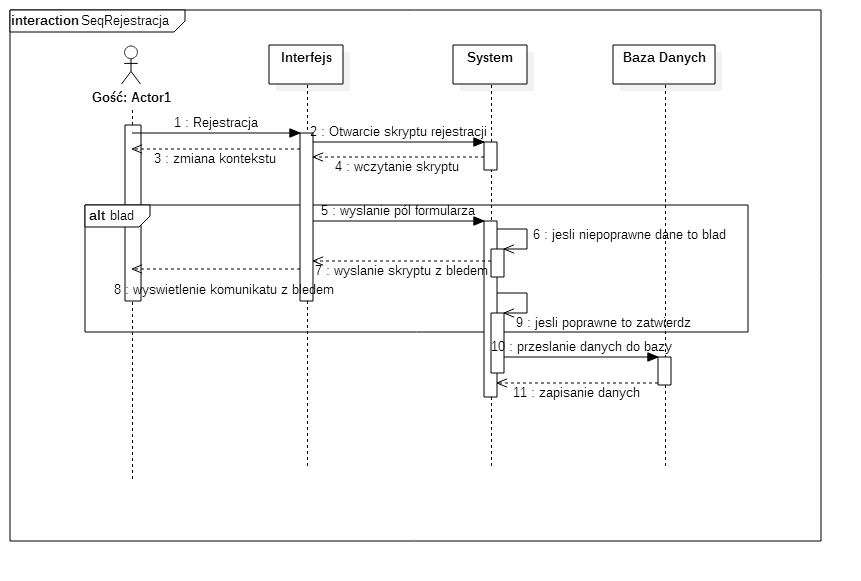 interaction SeqRejestracja
Interfejs
System
Baza Danych
Gość: Actor1
1 : Rejestracja
2 : Otwarcie skryptu rejestracji
3 : zmiana kontekstu
4 : wczytanie skryptu
alt blad
5 : wyslanie pól formularza
6 : jesli niepoprawne dane to blad
7 : wyslanie skryptu z bledem
8 : wyswietlenie komunikatu z bledem
9 : jesli poprawne to zatwierdz
10 : przeslanie danych do bazy
11 : zapisanie danych